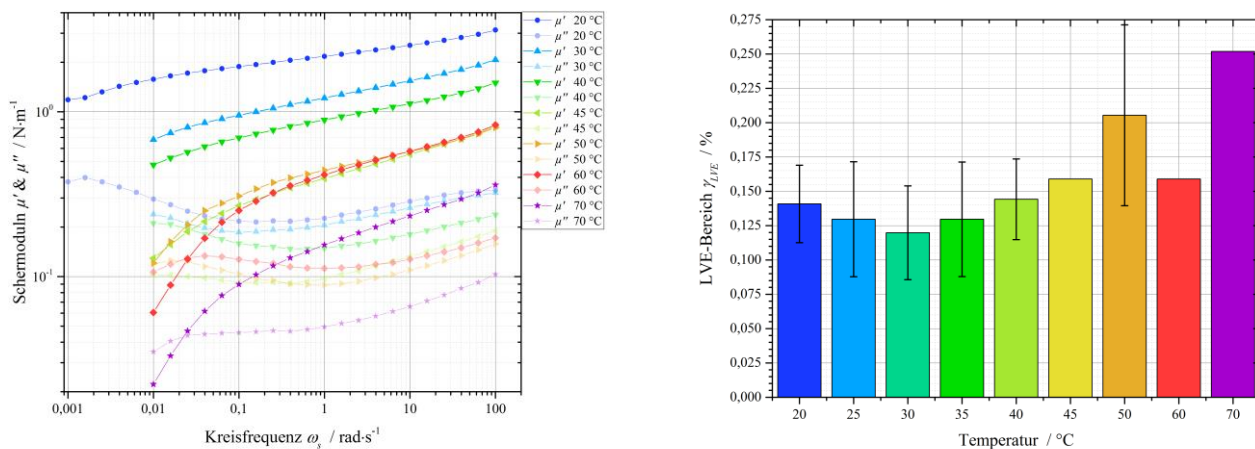 Schermoduln μ' & μ'' / N·m⁻¹
10⁰
10⁻¹
0,001
0,01
0,1
1
10
100
Kreisfrequenz ωₛ / rad·s⁻¹
μ' 20 °C
μ'' 20 °C
μ' 30 °C
μ'' 30 °C
μ' 40 °C
μ'' 40 °C
μ' 45 °C
μ'' 45 °C
μ' 50 °C
μ'' 50 °C
μ' 60 °C
μ'' 60 °C
μ' 70 °C
μ'' 70 °C
LVE-Bereich γLVE / %
0,275
0,250
0,225
0,200
0,175
0,150
0,125
0,100
0,075
0,050
0,025
0,000
20
25
30
35
40
45
50
60
70
Temperatur / °C